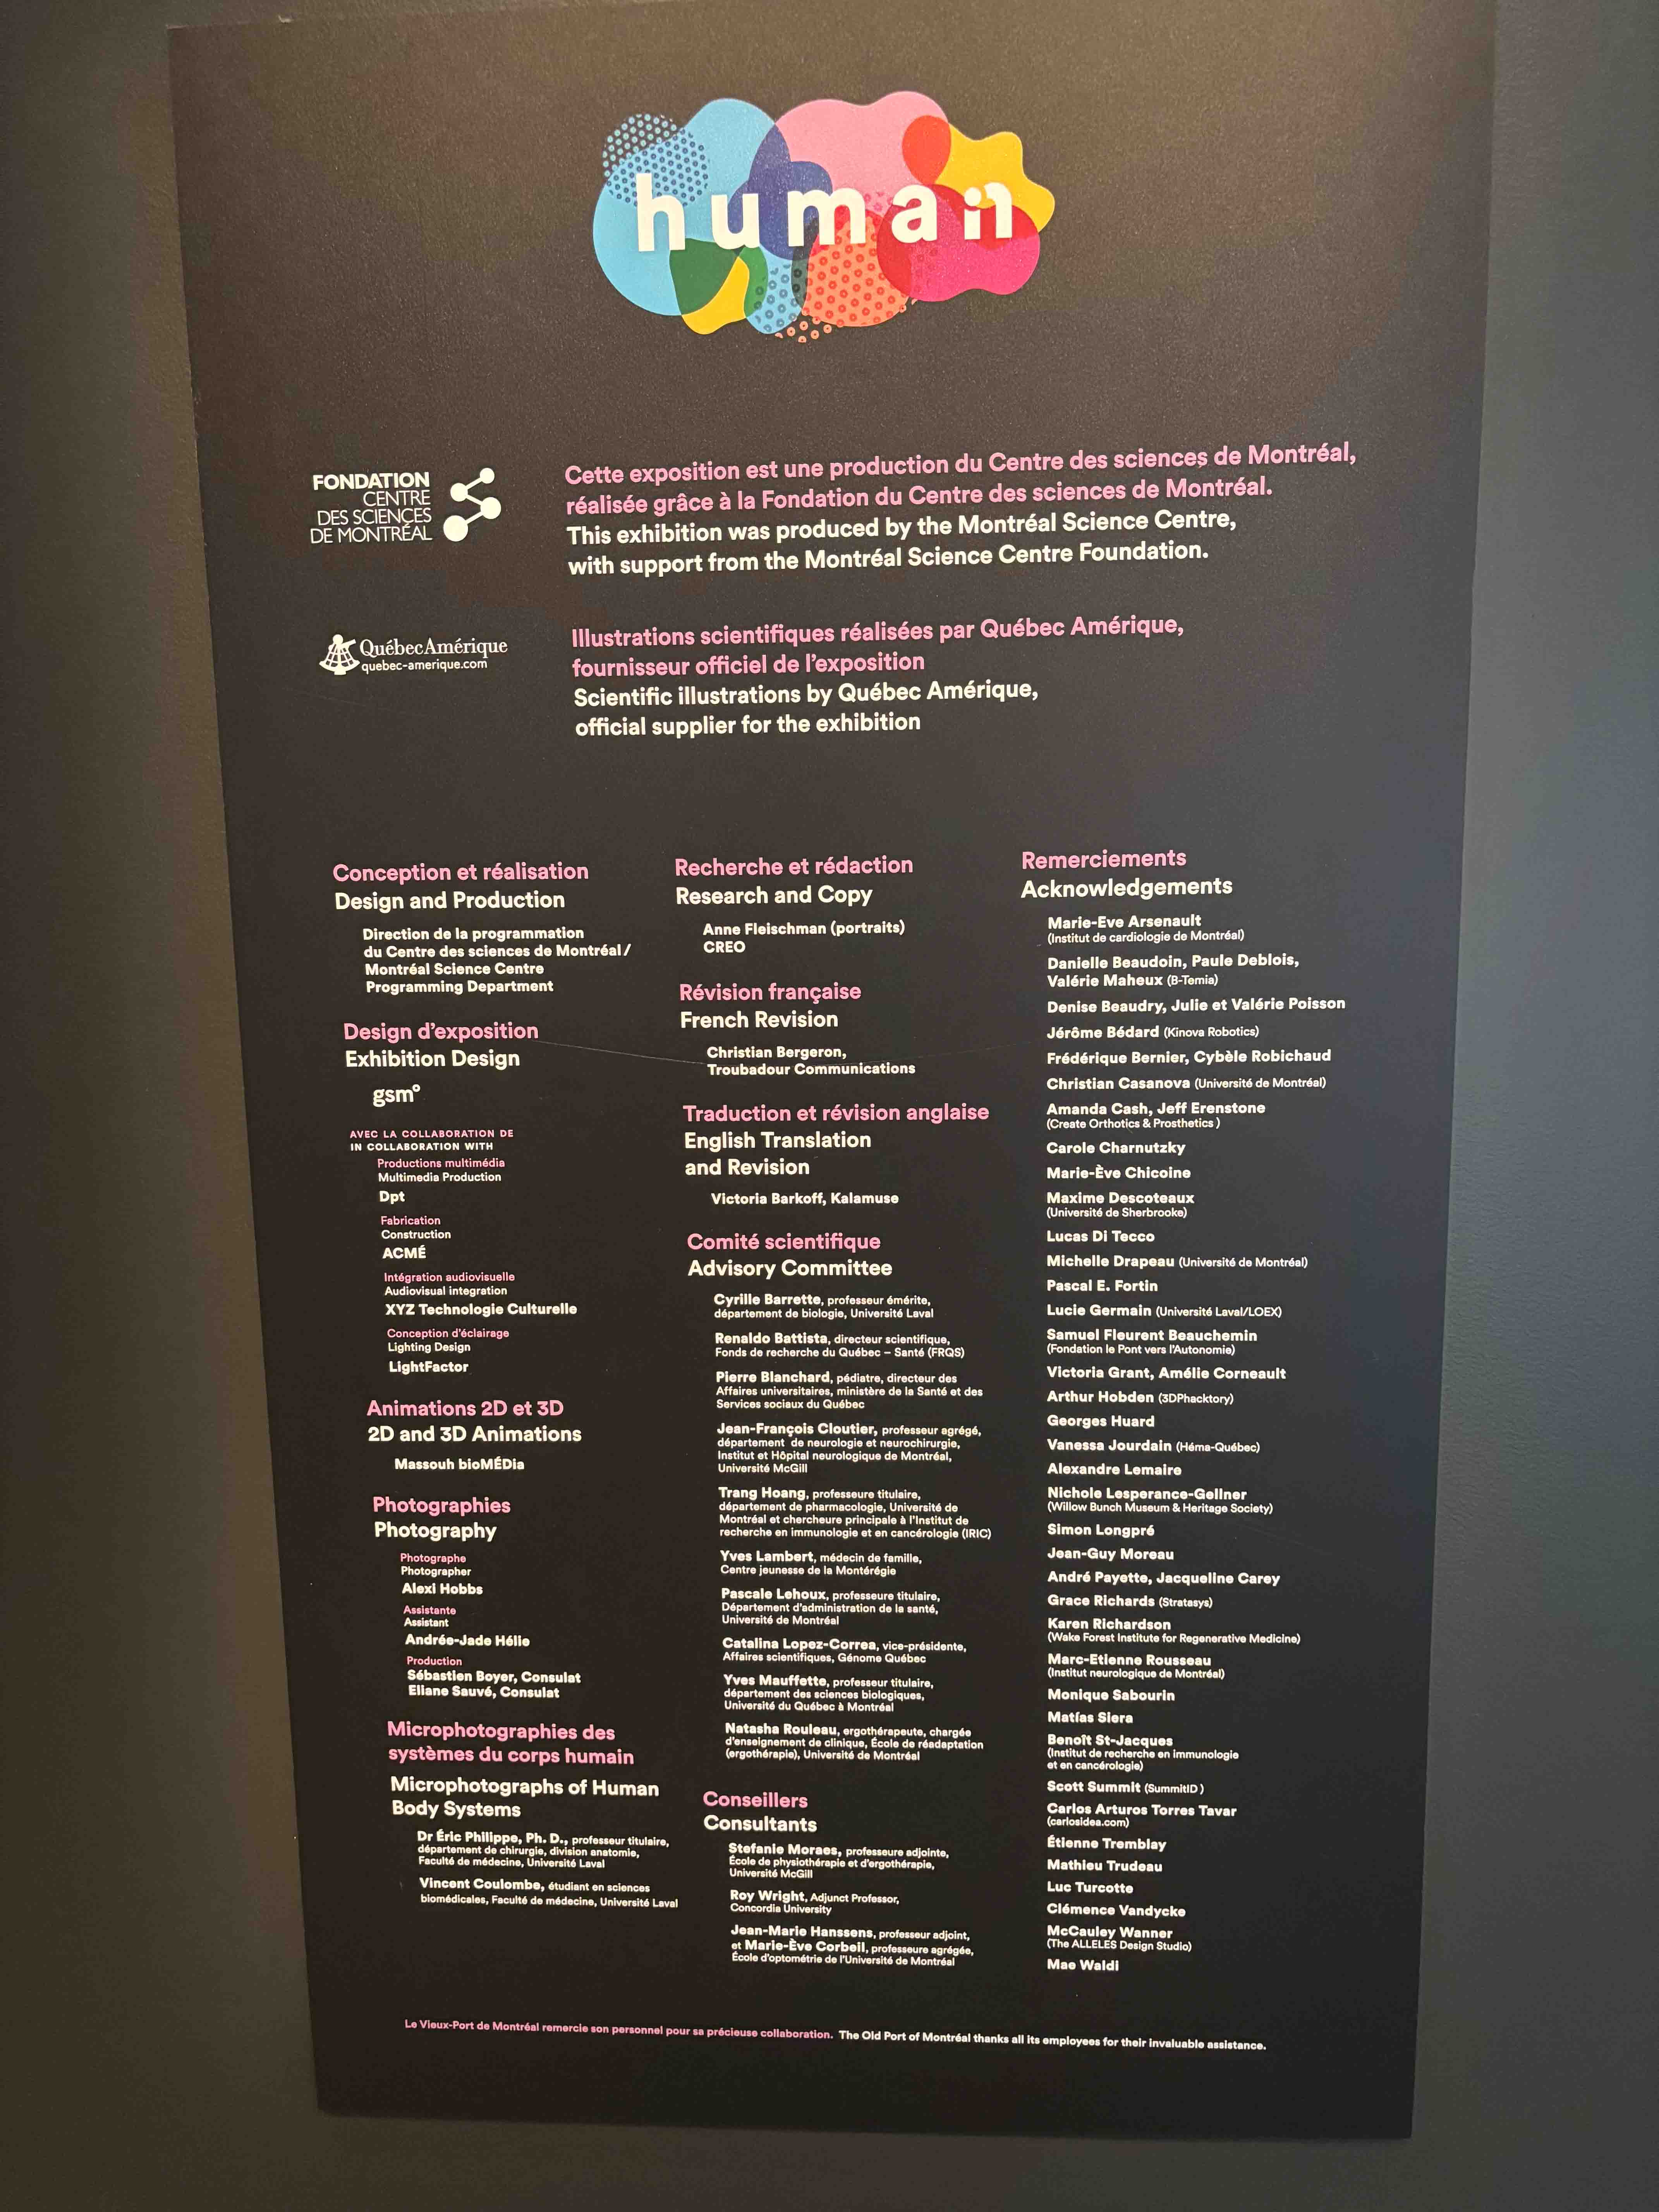 human
FONDATION
CENTRE
DES SCIENCES
DE MONTRÉAL
Cette exposition est une production du Centre des sciences de Montréal,
réalisée grâce à la Fondation du Centre des sciences de Montréal.
This exhibition was produced by the Montréal Science Centre,
with support from the Montréal Science Centre Foundation.
QuébecAmérique
quebec-amerique.com
Illustrations scientifiques réalisées par Québec Amérique,
fournisseur officiel de l'exposition
Scientific illustrations by Québec Amérique,
official supplier for the exhibition
Conception et réalisation
Design and Production
Direction de la programmation
du Centre des sciences de Montréal/
Montréal Science Centre
Programming Department
Design d'exposition
Exhibition Design
gsm°
AVEC LA COLLABORATION DE
IN COLLABORATION WITH
Productions multimédia
Multimedia Production
Dpt
Fabrication
Construction
ACMÉ
Intégration audiovisuelle
Audiovisual integration
XYZ Technologie Culturelle
Conception d'éclairage
Lighting Design
LightFactor
Animations 2D et 3D
2D and 3D Animations
Massouh bioMÉDia
Photographies
Photography
Photographe
Photographer
Alexi Hobbs
Assistante
Assistant
Andrée-Jade Hélie
Production
Sébastien Boyer, Consulat
Eliane Sauvé, Consulat
Microphotographies des
systèmes du corps humain
Microphotographs of Human
Body Systems
Dr Éric Philippe, Ph. D., professeur titulaire,
département de chirurgie, division anatomie,
Faculté de médecine, Université Laval
Vincent Coulombe, étudiant en sciences
biomédicales, Faculté de médecine, Université Laval
Recherche et rédaction
Research and Copy
Anne Fleischman (portraits)
CREO
Révision française
French Revision
Christian Bergeron,
Troubadour Communications
Traduction et révision anglaise
English Translation
and Revision
Victoria Barkoff, Kalamuse
Comité scientifique
Advisory Committee
Cyrille Barrette, professeur émérite,
département de biologie, Université Laval
Renaldo Battista, directeur scientifique,
Fonds de recherche du Québec – Santé (FRQS)
Pierre Blanchard, pédiatre, directeur des
Affaires universitaires, ministère de la Santé et des
Services sociaux du Québec
Jean-François Cloutier, professeur agrégé,
département de neurologie et neurochirurgie,
Institut et Hôpital neurologique de Montréal,
Université McGill
Trang Hoang, professeure titulaire,
département de pharmacologie, Université de
Montréal et chercheure principale à l'Institut de
recherche en immunologie et en cancérologie (IRIC)
Yves Lambert, médecin de famille,
Centre jeunesse de la Montérégie
Pascale Lehoux, professeure titulaire,
Département d'administration de la santé,
Université de Montréal
Catalina Lopez-Correa, vice-présidente,
Affaires scientifiques, Génome Québec
Yves Mauffette, professeur titulaire,
département des sciences biologiques,
Université du Québec à Montréal
Natasha Rouleau, ergothérapeute, chargée
d'enseignement de clinique, École de réadaptation
(ergothérapie), Université de Montréal
Conseillers
Consultants
Stefanie Moraes, professeure adjointe,
École de physiothérapie et d'ergothérapie,
Université McGill
Roy Wright, Adjunct Professor,
Concordia University
Jean-Marie Hanssens, professeur adjoint,
et Marie-Ève Corbeil, professeure agrégée,
École d'optométrie de l'Université de Montréal
Remerciements
Acknowledgements
Marie-Eve Arsenault
(Institut de cardiologie de Montréal)
Danielle Beaudoin, Paule Deblois,
Valérie Maheux (B-Temia)
Denise Beaudry, Julie et Valérie Poisson
Jérôme Bédard (Kinova Robotics)
Frédérique Bernier, Cybèle Robichaud
Christian Casanova (Université de Montréal)
Amanda Cash, Jeff Erenstone
(Create Orthotics & Prosthetics )
Carole Charnutzky
Marie-Ève Chicoine
Maxime Descoteaux
(Université de Sherbrooke)
Lucas Di Tecco
Michelle Drapeau (Université de Montréal)
Pascal E. Fortin
Lucie Germain (Université Laval/LOEX)
Samuel Fleurent Beauchemin
(Fondation le Pont vers l'Autonomie)
Victoria Grant, Amélie Corneault
Arthur Hobden (3DPhacktory)
Georges Huard
Vanessa Jourdain (Héma-Québec)
Alexandre Lemaire
Nichole Lesperance-Gellner
(Willow Bunch Museum & Heritage Society)
Simon Longpré
Jean-Guy Moreau
André Payette, Jacqueline Carey
Grace Richards (Stratasys)
Karen Richardson
(Wake Forest Institute for Regenerative Medicine)
Marc-Etienne Rousseau
(Institut neurologique de Montréal)
Monique Sabourin
Matías Siera
Benoît St-Jacques
(Institut de recherche en immunologie
et en cancérologie)
Scott Summit (SummitID )
Carlos Arturos Torres Tavar
(carlosidea.com)
Étienne Tremblay
Mathieu Trudeau
Luc Turcotte
Clémence Vandycke
McCauley Wanner
(The ALLELES Design Studio)
Mae Waldi
Le Vieux-Port de Montréal remercie son personnel pour sa précieuse collaboration. The Old Port of Montréal thanks all its employees for their invaluable assistance.